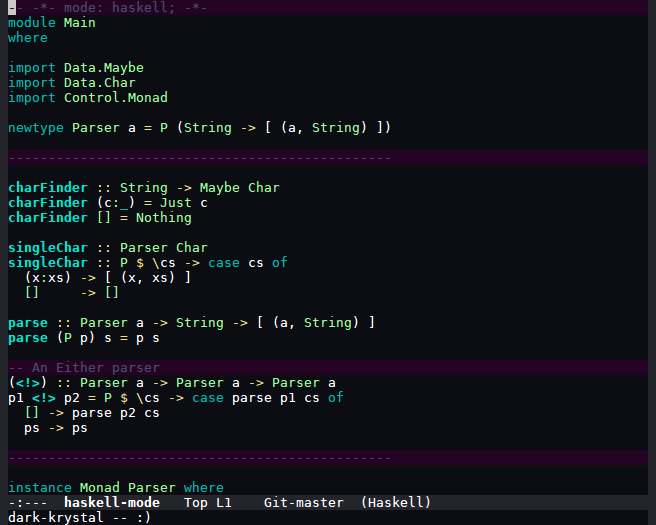 -- -*- mode: haskell; -*-
module Main
where
import Data.Maybe
import Data.Char
import Control.Monad
newtype Parser a = P (String -> [ (a, String) ])
------------------------------------------------
charFinder :: String -> Maybe Char
charFinder (c:_) = Just c
charFinder [] = Nothing
singleChar :: Parser Char
singleChar :: P $ \cs -> case cs of
  (x:xs) -> [ (x, xs) ]
  []     -> []
parse :: Parser a -> String -> [ (a, String) ]
parse (P p) s = p s
-- An Either parser
(<!>) :: Parser a -> Parser a -> Parser a
p1 <!> p2 = P $ \cs -> case parse p1 cs of
  [] -> parse p2 cs
  ps -> ps
------------------------------------------------
instance Monad Parser where
-:---  haskell-mode   Top L1    Git-master  (Haskell)
dark-krystal -- :)